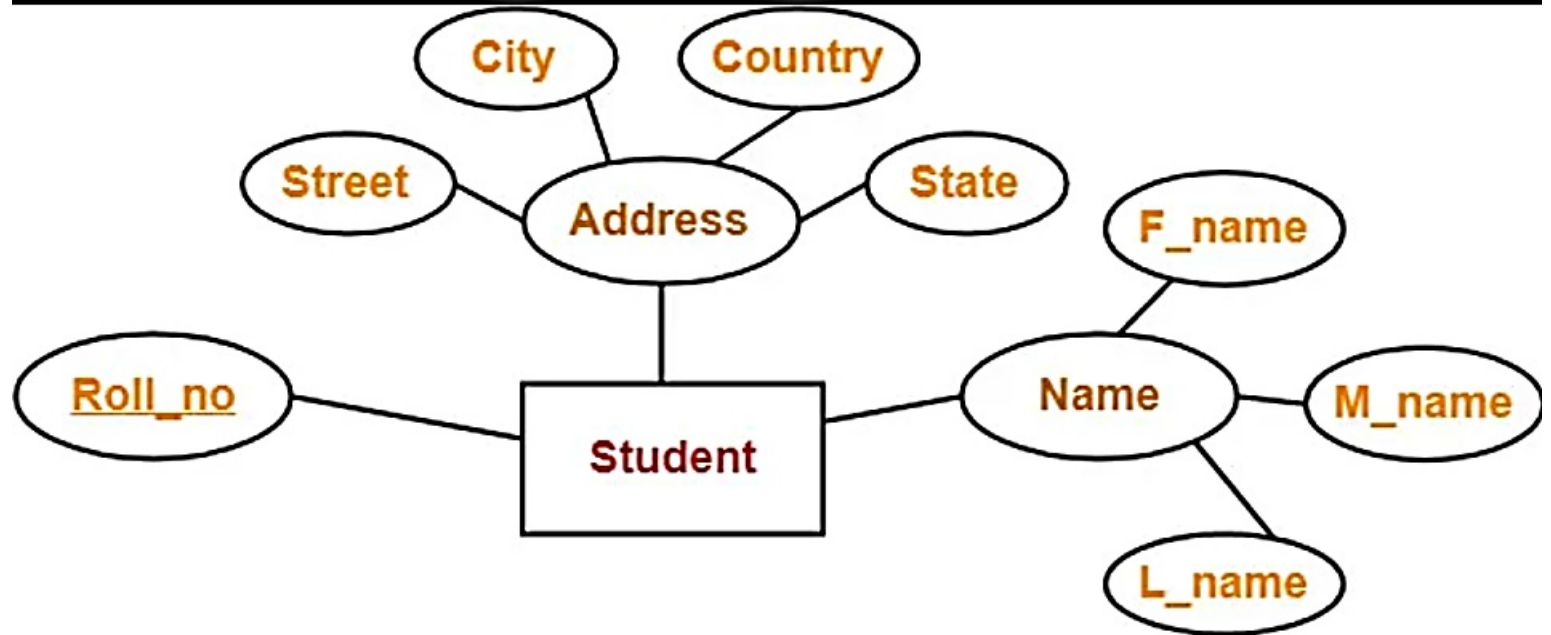 City
Country
Street
Address
State
F_name
Roll_no
Name
M_name
Student
L_name